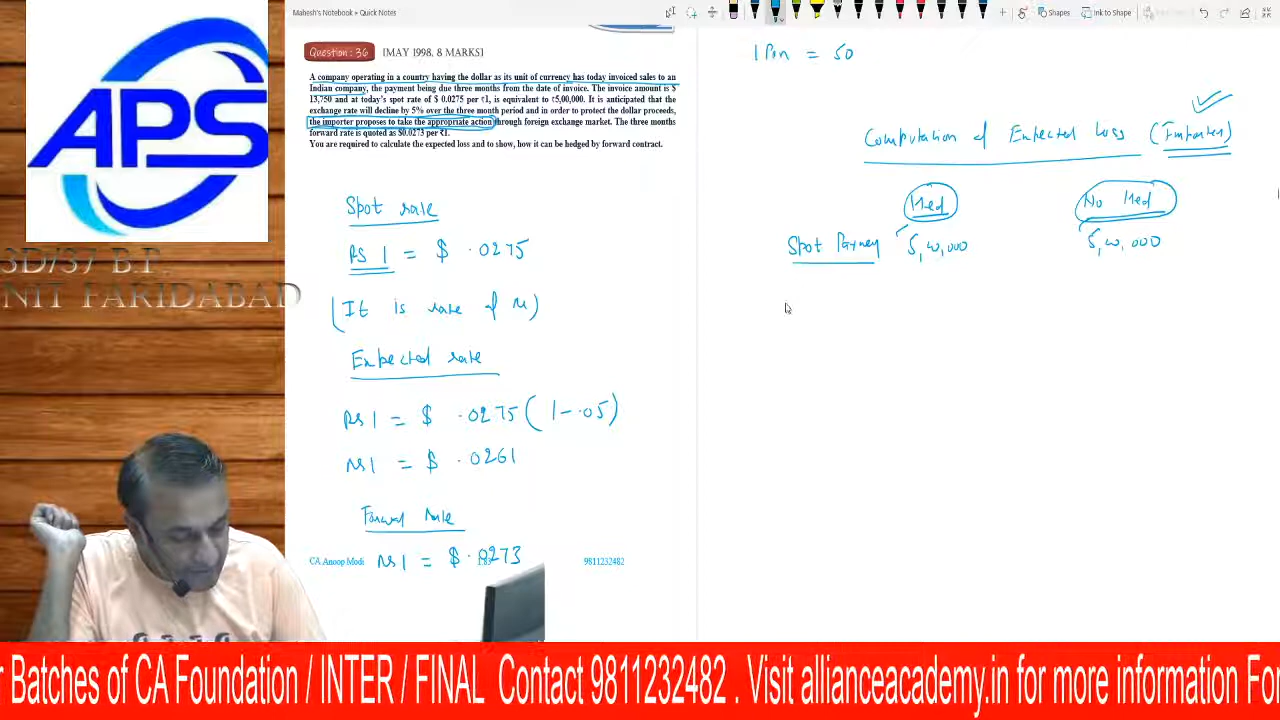 Mahesh's Notebook + Quick Notes
Shapes
Ink to Shape
APS
3D/37 B.P.
NIT FARIDABAD
Question : 36 [MAY 1998, 8 MARKS]
A company operating in a country having the dollar as its unit of currency has today invoiced sales to an
Indian company, the payment being due three months from the date of invoice. The invoice amount is $
13,750 and at today's spot rate of $ 0.0275 per ₹1, is equivalent to ₹5,00,000. It is anticipated that the
exchange rate will decline by 5% over the three month period and in order to protect the dollar proceeds,
the importer proposes to take the appropriate action through foreign exchange market. The three months
forward rate is quoted as $0.0273 per ₹1.
You are required to calculate the expected loss and to show, how it can be hedged by forward contract.
Spot rate
RS 1 = $ .0275
(It is rate of)
Expected rate
RS 1 = $ .0275 (1-.05)
RS 1 = $ .0261
Forward rate
RS 1 = $ .0273
CA Anoop Modi
1.83
9811232482
= 50
Computation of Expected Loss (Importer)
No
Spot
5,00,000
5,00,000
r Batches of CA Foundation / INTER / FINAL Contact 9811232482 . Visit allianceacademy.in for more information For